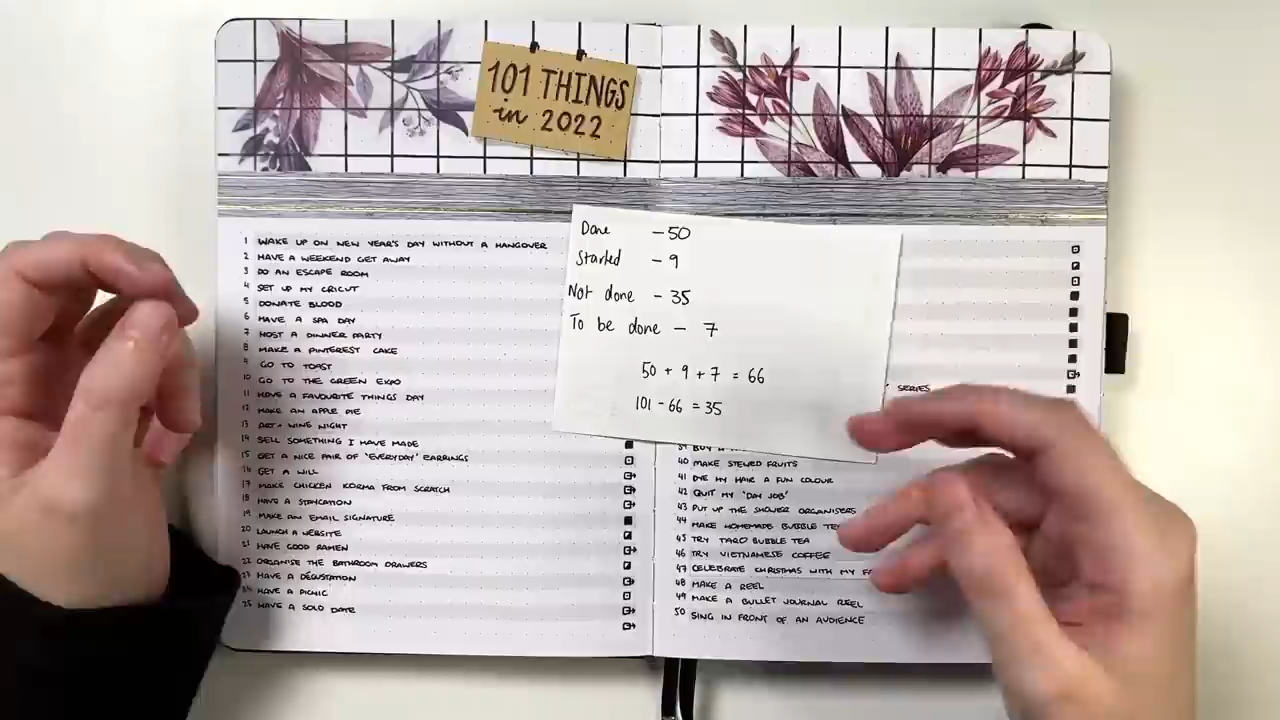 101 THINGS
in 2022
1 WAKE UP ON NEW YEAR'S DAY WITHOUT A HANGOVER
2 HAVE A WEEKEND GET AWAY
3 DO AN ESCAPE ROOM
4 SET UP MY CRICUT
5 DONATE BLOOD
6 HAVE A SPA DAY
7 HOST A DINNER PARTY
8 MAKE A PINTEREST CAKE
9 GO TO TOAST
10 GO TO THE GREEN EXPO
11 HAVE A FAVOURITE THINGS DAY
12 MAKE AN APPLE PIE
13 ART + WINE NIGHT
14 SELL SOMETHING I HAVE MADE
15 GET A NICE PAIR OF 'EVERYDAY' EARRINGS
16 GET A WILL
17 MAKE CHICKEN KORMA FROM SCRATCH
18 HAVE A STAYCATION
19 MAKE AN EMAIL SIGNATURE
20 LAUNCH A WEBSITE
21 HAVE GOOD RAMEN
22 ORGANISE THE BATHROOM DRAWERS
23 HAVE A DEGUSTATION
24 HAVE A PICNIC
25 HAVE A SOLO DATE
Done - 50
Started - 9
Not done - 35
To be done - 7
50 + 9 + 7 = 66
101 - 66 = 35
SERIES
40 MAKE STEWED FRUITS
41 DYE MY HAIR A FUN COLOUR
42 QUIT MY 'DAY JOB'
43 PUT UP THE SHOWER ORGANISERS
44 MAKE HOMEMADE BUBBLE
45 TRY TARO BUBBLE TEA
46 TRY VIETNAMESE COFFEE
47 CELEBRATE CHRISTMAS WITH MY
48 MAKE A REEL
49 MAKE A BULLET JOURNAL REEL
50 SING IN FRONT OF AN AUDIENCE